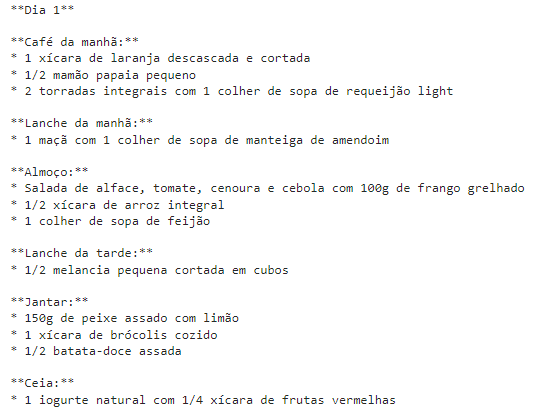 **Dia 1**
**Café da manhã:**
* 1 xícara de laranja descascada e cortada
* 1/2 mamão papaia pequeno
* 2 torradas integrais com 1 colher de sopa de requeijão light
**Lanche da manhã:**
* 1 maçã com 1 colher de sopa de manteiga de amendoim
**Almoço:**
* Salada de alface, tomate, cenoura e cebola com 100g de frango grelhado
* 1/2 xícara de arroz integral
* 1 colher de sopa de feijão
**Lanche da tarde:**
* 1/2 melancia pequena cortada em cubos
**Jantar:**
* 150g de peixe assado com limão
* 1 xícara de brócolis cozido
* 1/2 batata-doce assada
**Ceia:**
* 1 iogurte natural com 1/4 xícara de frutas vermelhas